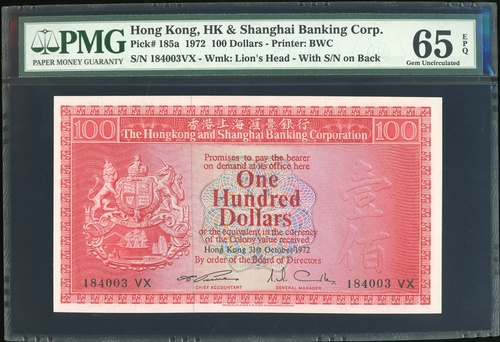 PMG
PAPER MONEY GUARANTY
Hong Kong, HK & Shanghai Banking Corp.
Pick# 185a 1972 100 Dollars - Printer: BWC
S/N 184003VX - Wmk: Lion's Head - With S/N on Back
65 EPQ
Gem Uncirculated
香港上海滙豐銀行
100 The Hongkong and Shanghai Banking Corporation 100
Promises to pay the bearer
on demand at its office here
One
Hundred
Dollars
or the equivalent in the currency
of the Colony value received
Hong Kong 31st October 1972
By order of the Board of Directors
壹佰
CHIEF ACCOUNTANT GENERAL MANAGER
184003 VX 184003 VX